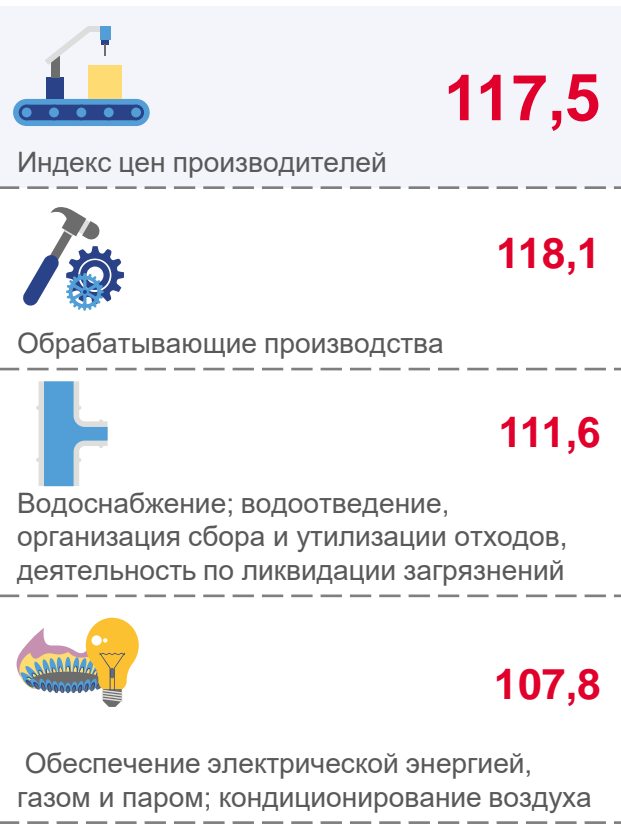 117,5
Индекс цен производителей
118,1
Обрабатывающие производства
111,6
Водоснабжение; водоотведение,
организация сбора и утилизации отходов,
деятельность по ликвидации загрязнений
107,8
Обеспечение электрической энергией,
газом и паром; кондиционирование воздуха